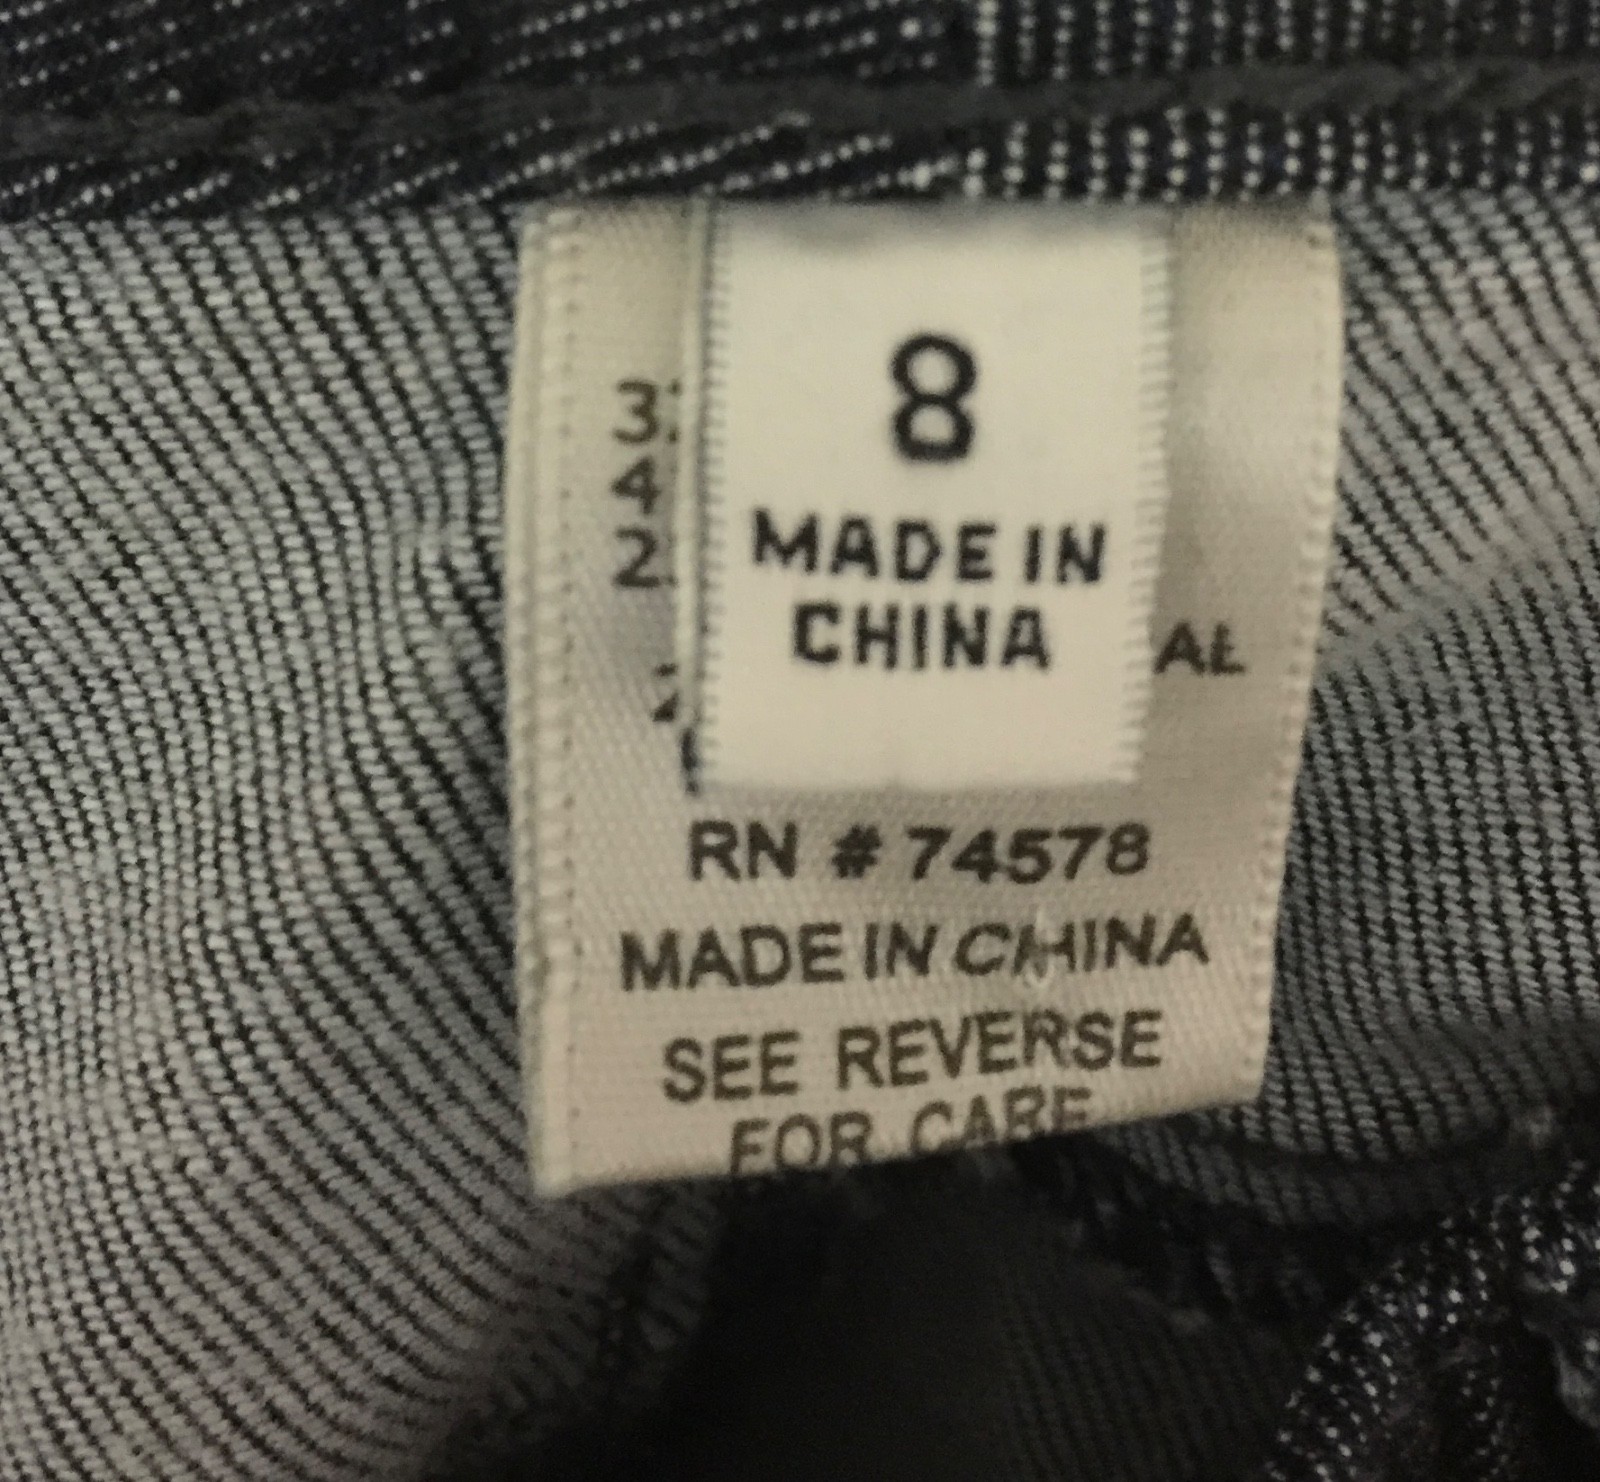 8
MADE IN
CHINA
RN # 74578
MADE IN CHINA
SEE REVERSE
FOR CARE